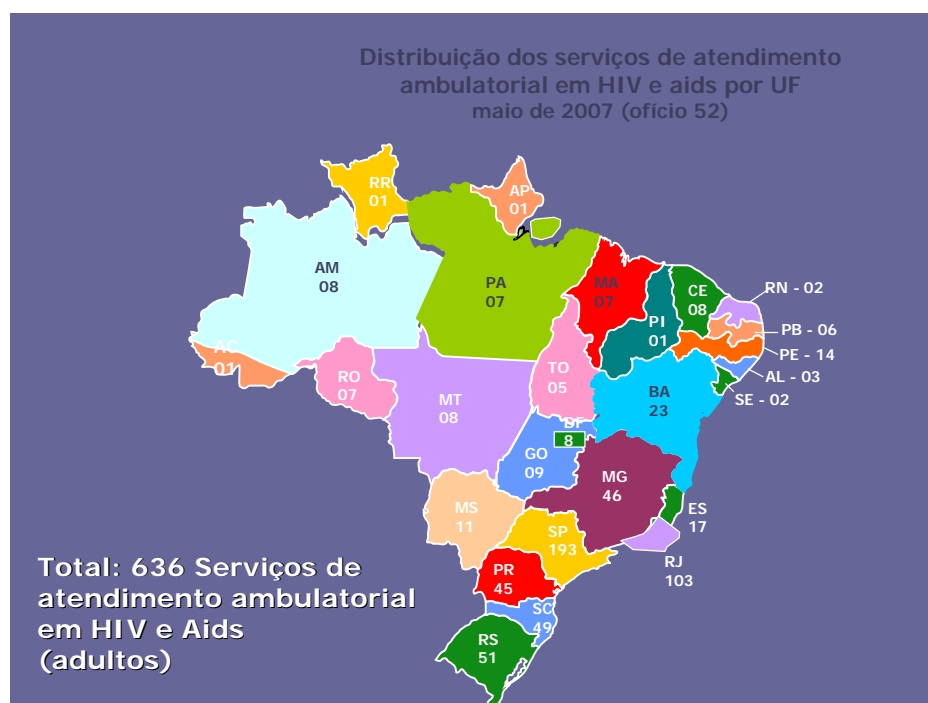 Distribuição dos serviços de atendimento
ambulatorial em HIV e aids por UF
maio de 2007 (ofício 52)
RR
01
AP
01
AM
08
PA
07
MA
07
CE
08
RN - 02
PI
01
PB - 06
PE - 14
AL - 03
SE - 02
AC
01
RO
07
TO
05
MT
08
BA
23
DF
8
GO
09
MG
46
MS
11
ES
17
SP
193
RJ
103
PR
45
SC
49
RS
51
Total: 636 Serviços de
atendimento ambulatorial
em HIV e Aids
(adultos)